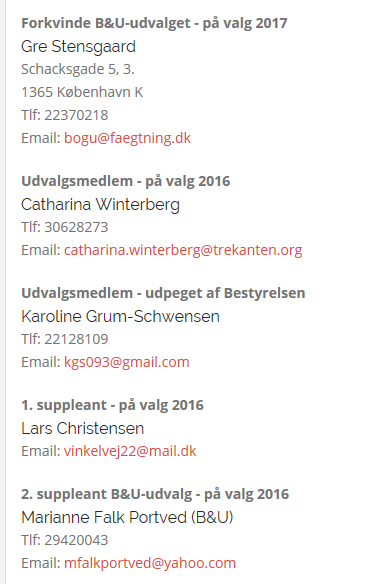 Forkvinde B&U-udvalget - på valg 2017
Gre Stensgaard
Schacksgade 5, 3.
1365 København K
Tlf: 22370218
Email: bogu@faegtning.dk
Udvalgsmedlem - på valg 2016
Catharina Winterberg
Tlf: 30628273
Email: catharina.winterberg@trekanten.org
Udvalgsmedlem - udpeget af Bestyrelsen
Karoline Grum-Schwensen
Tlf: 22128109
Email: kgs093@gmail.com
1. suppleant - på valg 2016
Lars Christensen
Email: vinkelvej22@mail.dk
2. suppleant B&U-udvalg - på valg 2016
Marianne Falk Portved (B&U)
Tlf: 29420043
Email: mfalkportved@yahoo.com